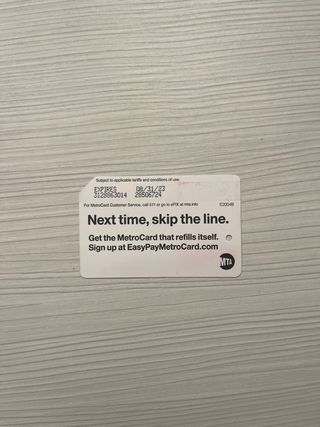 Subject to applicable tariffs and conditions of use.
EXPIRES 08/31/23
3128863014 28506724
For MetroCard Customer Service, call 511 or go to eFIX at mta.info E20048
Next time, skip the line.
Get the MetroCard that refills itself.
Sign up at EasyPayMetroCard.com
MTA